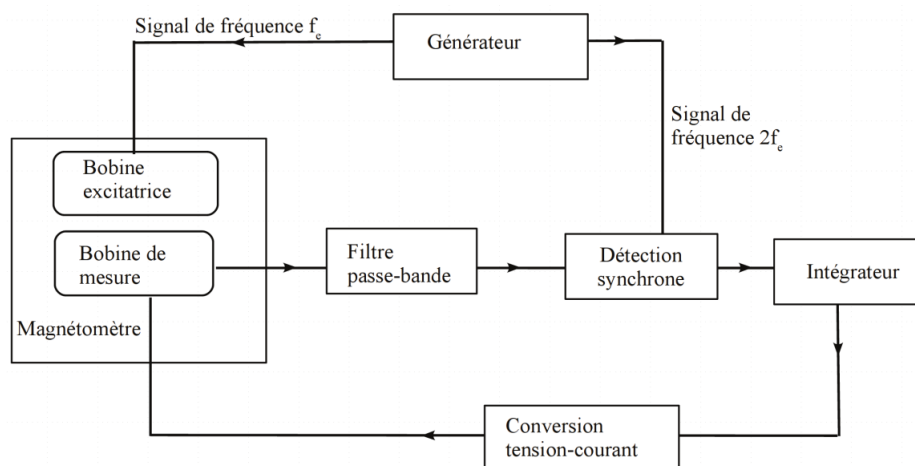 Signal de fréquence fe
Générateur
Signal de
fréquence 2fe
Bobine
excitatrice
Bobine de
mesure
Magnétomètre
Filtre
passe-bande
Détection
synchrone
Intégrateur
Conversion
tension-courant